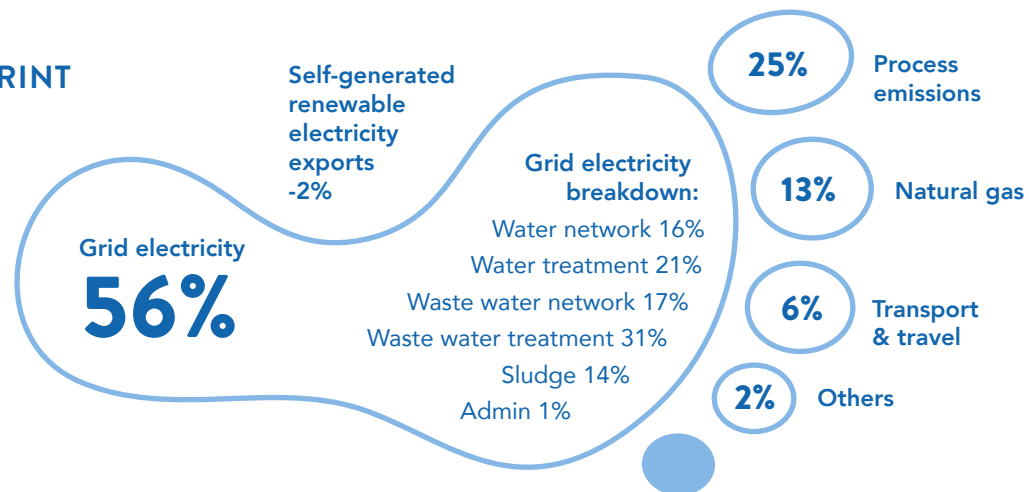 RINT
Self-generated
renewable
electricity
exports
-2%
Grid electricity
56%
Grid electricity
breakdown:
Water network 16%
Water treatment 21%
Waste water network 17%
Waste water treatment 31%
Sludge 14%
Admin 1%
25%
Process
emissions
13%
Natural gas
6%
Transport
& travel
2%
Others